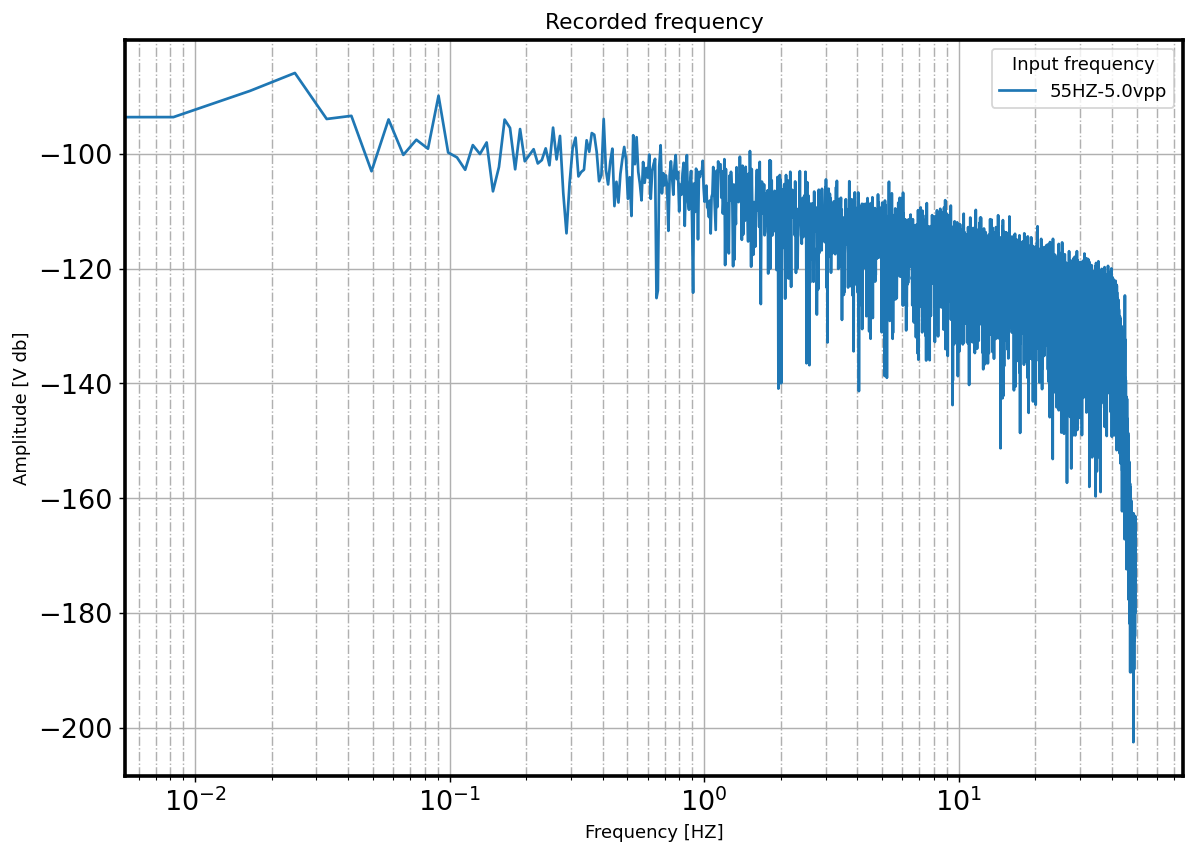 Recorded frequency
Input frequency
55HZ-5.0vpp
−100
−120
−140
−160
−180
−200
Amplitude [V db]
10⁻² 10⁻¹ 10⁰ 10¹
Frequency [HZ]